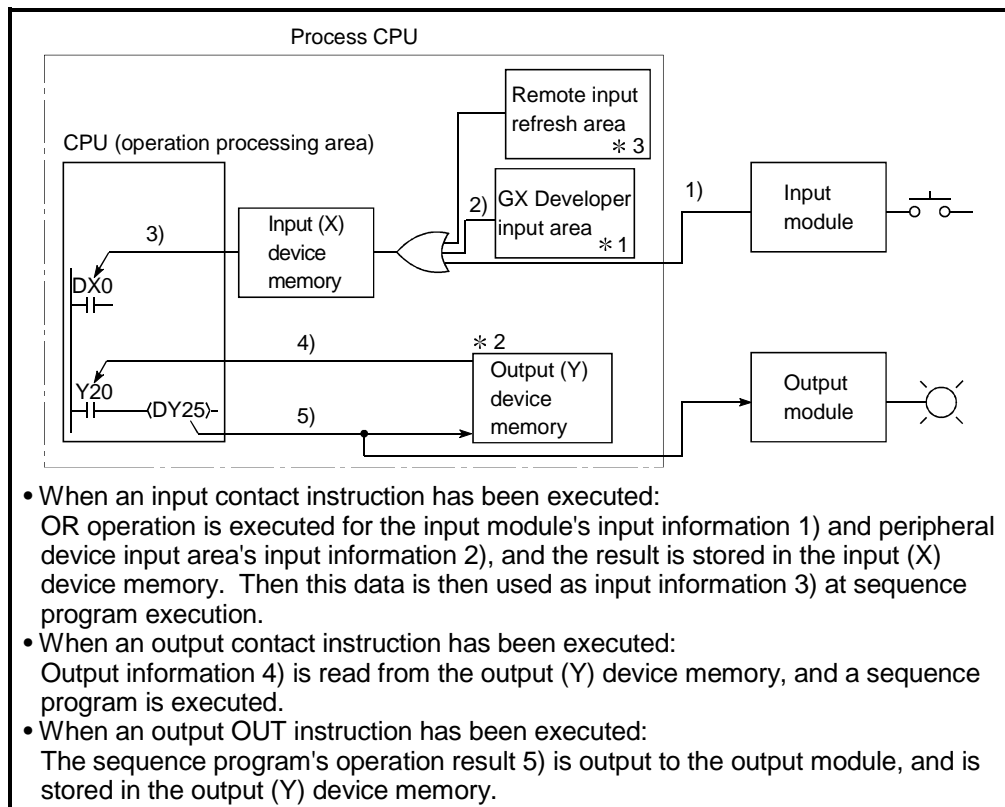 Process CPU
Remote input
refresh area
＊3
CPU (operation processing area)
GX Developer
input area
＊1
1)
2)
Input
module
Input (X)
device
memory
3)
DX0
4)
＊2
Output (Y)
device
memory
Y20
DY25
5)
Output
module
• When an input contact instruction has been executed:
OR operation is executed for the input module's input information 1) and peripheral
device input area's input information 2), and the result is stored in the input (X)
device memory. Then this data is then used as input information 3) at sequence
program execution.
• When an output contact instruction has been executed:
Output information 4) is read from the output (Y) device memory, and a sequence
program is executed.
• When an output OUT instruction has been executed:
The sequence program's operation result 5) is output to the output module, and is
stored in the output (Y) device memory.